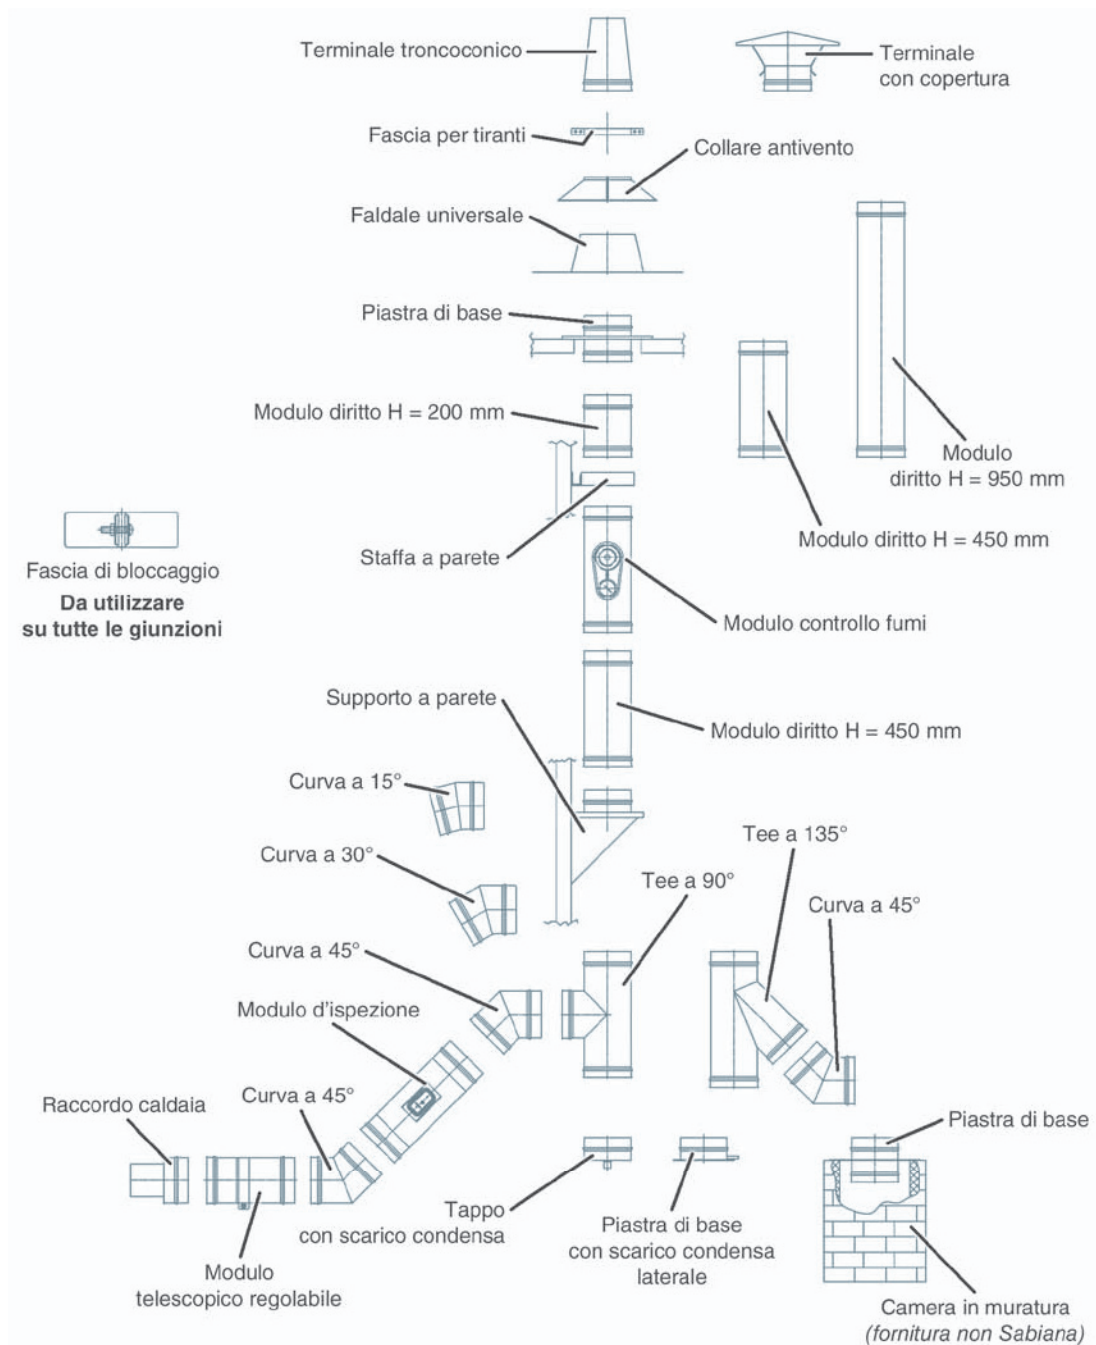 Terminale troncoconico
Terminale
con copertura
Fascia per tiranti
Collare antivento
Faldale universale
Piastra di base
Modulo diritto H = 200 mm
Modulo
diritto H = 950 mm
Modulo diritto H = 450 mm
Staffa a parete
Fascia di bloccaggio
Da utilizzare
su tutte le giunzioni
Modulo controllo fumi
Supporto a parete
Modulo diritto H = 450 mm
Curva a 15°
Tee a 135°
Curva a 30°
Tee a 90°
Curva a 45°
Curva a 45°
Modulo d'ispezione
Curva a 45°
Raccordo caldaia
Piastra di base
Tappo
con scarico condensa
Piastra di base
con scarico condensa
laterale
Modulo
telescopico regolabile
Camera in muratura
(fornitura non Sabiana)